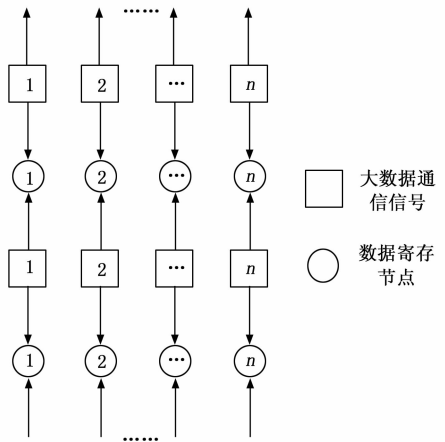 ……
1 2 … n
1 2 … n
大数据通
信信号
1 2 … n
数据寄存
节点
1 2 … n
……